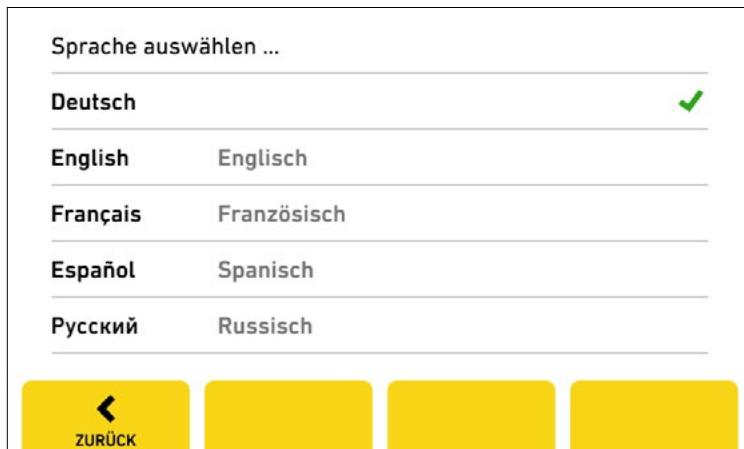 Sprache auswählen ...
Deutsch
English Englisch
Français Französisch
Español Spanisch
Русский Russisch
ZURÜCK